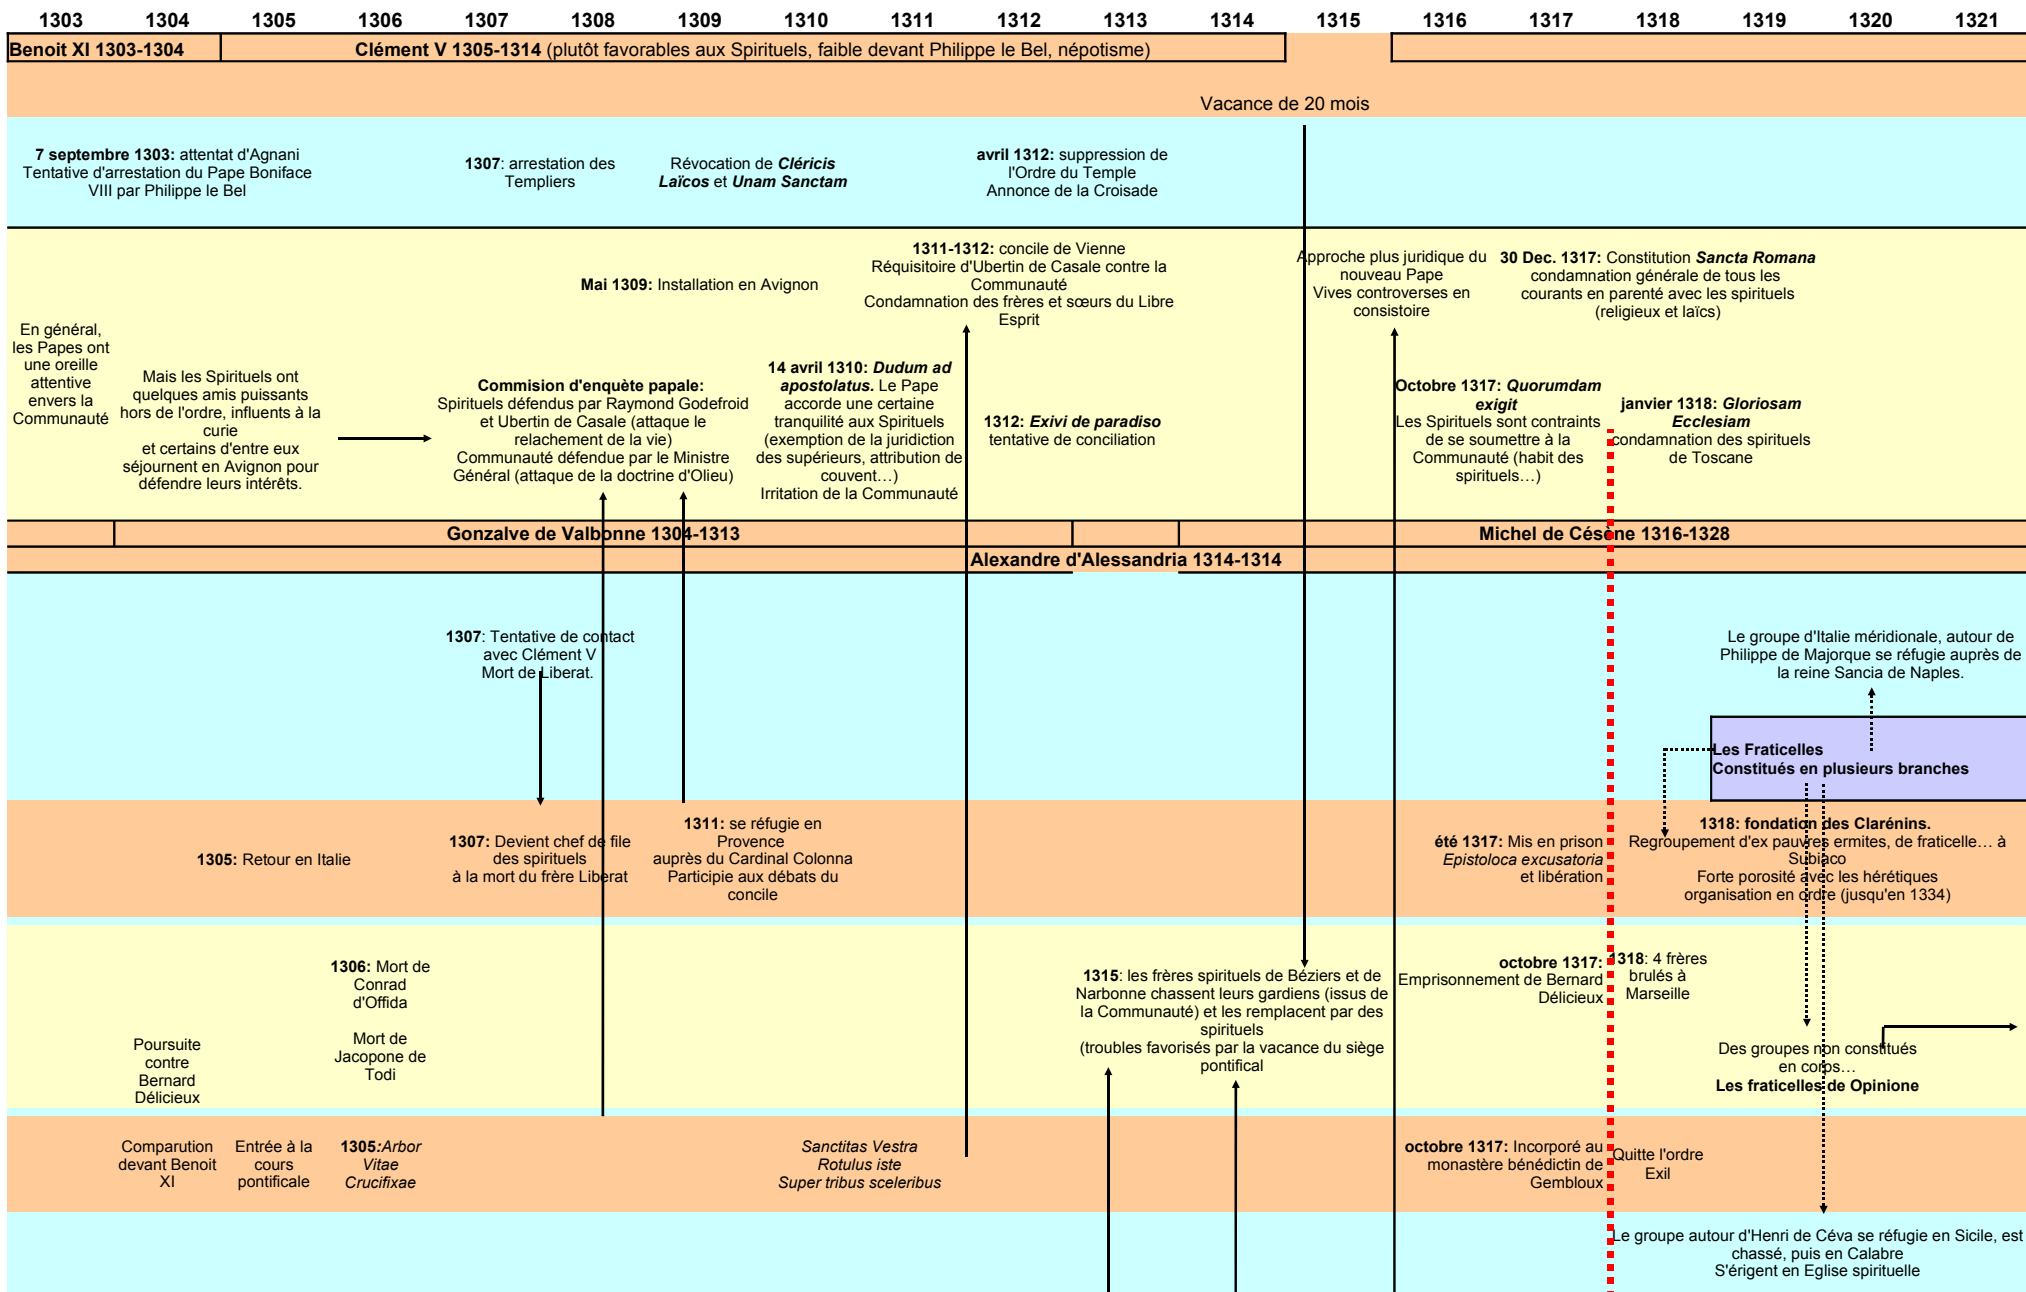 1303 1304 1305 1306 1307 1308 1309 1310 1311 1312 1313 1314 1315 1316 1317 1318 1319 1320 1321
Benoit XI 1303-1304
Clément V 1305-1314 (plutôt favorables aux Spirituels, faible devant Philippe le Bel, népotisme)
Vacance de 20 mois
7 septembre 1303: attentat d'Agnani
Tentative d'arrestation du Pape Boniface
VIII par Philippe le Bel
1307: arrestation des
Templiers
Révocation de Cléricis
Laïcos et Unam Sanctam
avril 1312: suppression de
l'Ordre du Temple
Annonce de la Croisade
En général,
les Papes ont
une oreille
attentive
envers la
Communauté
Mais les Spirituels ont
quelques amis puissants
hors de l'ordre, influents à la
curie
et certains d'entre eux
séjournent en Avignon pour
défendre leurs intérêts.
Mai 1309: Installation en Avignon
Commision d'enquète papale:
Spirituels défendus par Raymond Godefroid
et Ubertin de Casale (attaque le
relachement de la vie)
Communauté défendue par le Ministre
Général (attaque de la doctrine d'Olieu)
1311-1312: concile de Vienne
Réquisitoire d'Ubertin de Casale contre la
Communauté
Condamnation des frères et sœurs du Libre
Esprit
14 avril 1310: Dudum ad
apostolatus. Le Pape
accorde une certaine
tranquilité aux Spirituels
(exemption de la juridiction
des supérieurs, attribution de
couvent…)
Irritation de la Communauté
1312: Exivi de paradiso
tentative de conciliation
Approche plus juridique du
nouveau Pape
Vives controverses en
consistoire
30 Dec. 1317: Constitution Sancta Romana
condamnation générale de tous les
courants en parenté avec les spirituels
(religieux et laïcs)
Octobre 1317: Quorumdam
exigit
Les Spirituels sont contraints
de se soumettre à la
Communauté (habit des
spirituels…)
janvier 1318: Gloriosam
Ecclesiam
condamnation des spirituels
de Toscane
Gonzalve de Valbonne 1304-1313
Michel de Césène 1316-1328
Alexandre d'Alessandria 1314-1314
1307: Tentative de contact
avec Clément V
Mort de Liberat.
Le groupe d'Italie méridionale, autour de
Philippe de Majorque se réfugie auprès de
la reine Sancia de Naples.
Les Fraticelles
Constitués en plusieurs branches
1305: Retour en Italie
1307: Devient chef de file
des spirituels
à la mort du frère Liberat
1311: se réfugie en
Provence
auprès du Cardinal Colonna
Participie aux débats du
concile
été 1317: Mis en prison
Epistoloca excusatoria
et libération
1318: fondation des Clarénins.
Regroupement d'ex pauvres ermites, de fraticelle… à
Subiaco
Forte porosité avec les hérétiques
organisation en ordre (jusqu'en 1334)
Poursuite
contre
Bernard
Délicieux
1306: Mort de
Conrad
d'Offida
Mort de
Jacopone de
Todi
1315: les frères spirituels de Béziers et de
Narbonne chassent leurs gardiens (issus de
la Communauté) et les remplacent par des
spirituels
(troubles favorisés par la vacance du siège
pontifical
octobre 1317:
Emprisonnement de Bernard
Délicieux
1318: 4 frères
brulés à
Marseille
Des groupes non constitués
en corps…
Les fraticelles de Opinione
Comparution
devant Benoit
XI
Entrée à la
cours
pontificale
1305:Arbor
Vitae
Crucifixae
Sanctitas Vestra
Rotulus iste
Super tribus sceleribus
octobre 1317: Incorporé au
monastère bénédictin de
Gembloux
Quitte l'ordre
Exil
Le groupe autour d'Henri de Céva se réfugie en Sicile, est
chassé, puis en Calabre
S'érigent en Eglise spirituelle